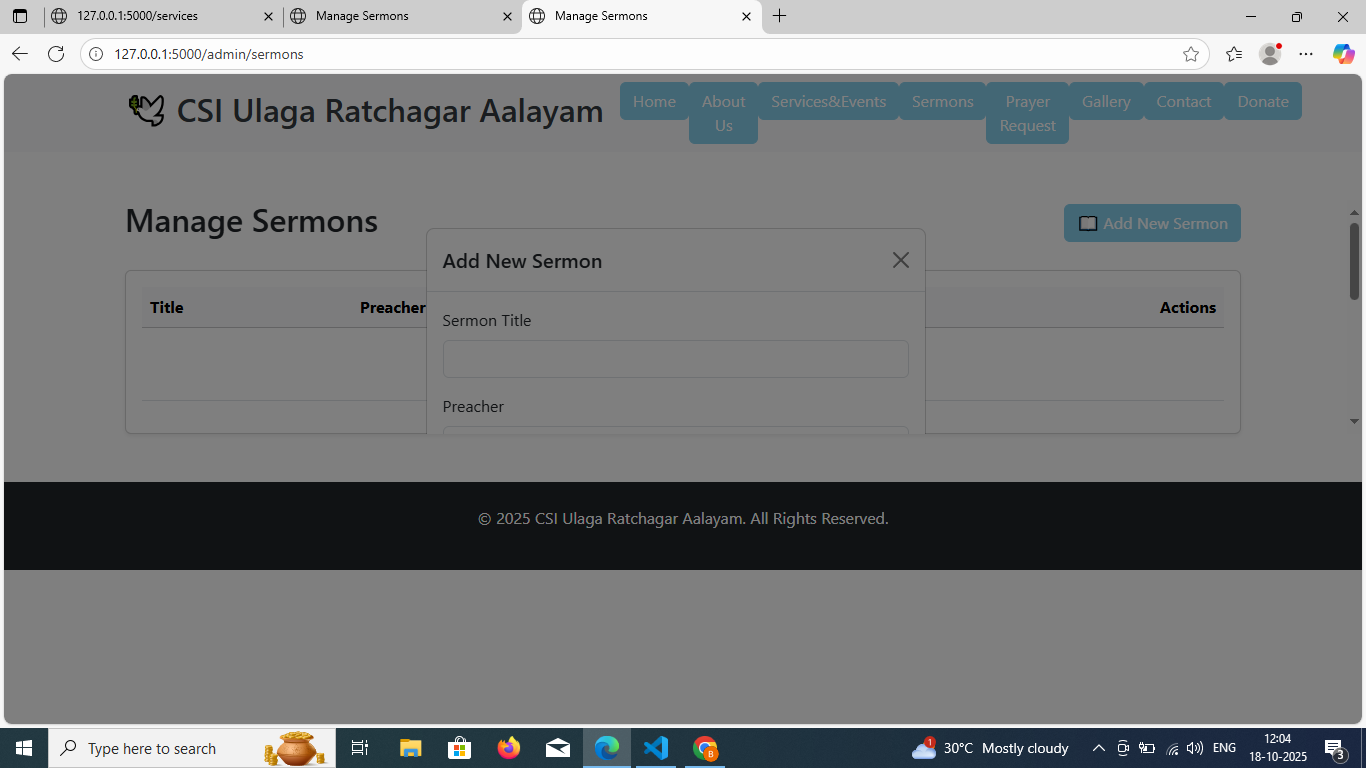 127.0.0.1:5000/services
Manage Sermons
Manage Sermons
127.0.0.1:5000/admin/sermons
CSI Ulaga Ratchagar Aalayam
Home
About Us
Services&Events
Sermons
Prayer Request
Gallery
Contact
Donate
Manage Sermons
Add New Sermon
Add New Sermon
Title
Preacher
Actions
Sermon Title
Preacher
© 2025 CSI Ulaga Ratchagar Aalayam. All Rights Reserved.
Type here to search
1
30°C Mostly cloudy
ENG
12:04
18-10-2025
3
B